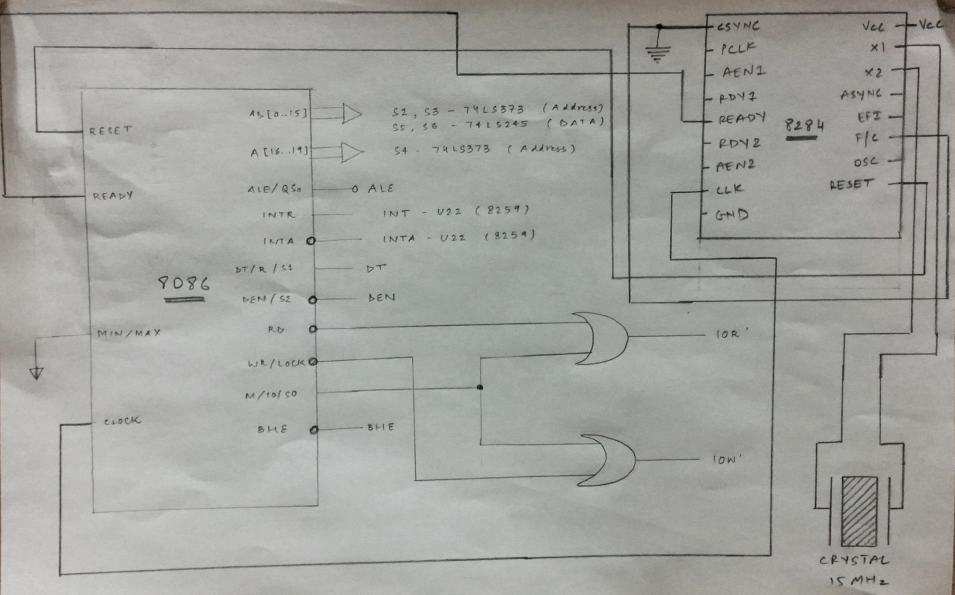 CSYNC
PCLK
AEN1
RDY1
READY
RDY2
AEN2
CLK
GND
8284
VCC VCC
X1
X2
ASYNC
EFI
F/C
OSC
RESET
RESET
READY
MIN/MAX
CLOCK
8086
AD [0..15]
A [16..19]
ALE/QS0
INTR
INTA
DT/R/S1
DEN/S2
RD
WR/LOCK
M/IO/S0
BHE
S2, S3 - 74LS373 (Address)
S5, S6 - 74LS245 (DATA)
S4 - 74LS373 (Address)
ALE
INT - U22 (8259)
INTA - U22 (8259)
DT
DEN
BHE
IOR'
IOW'
CRYSTAL
15 MHz